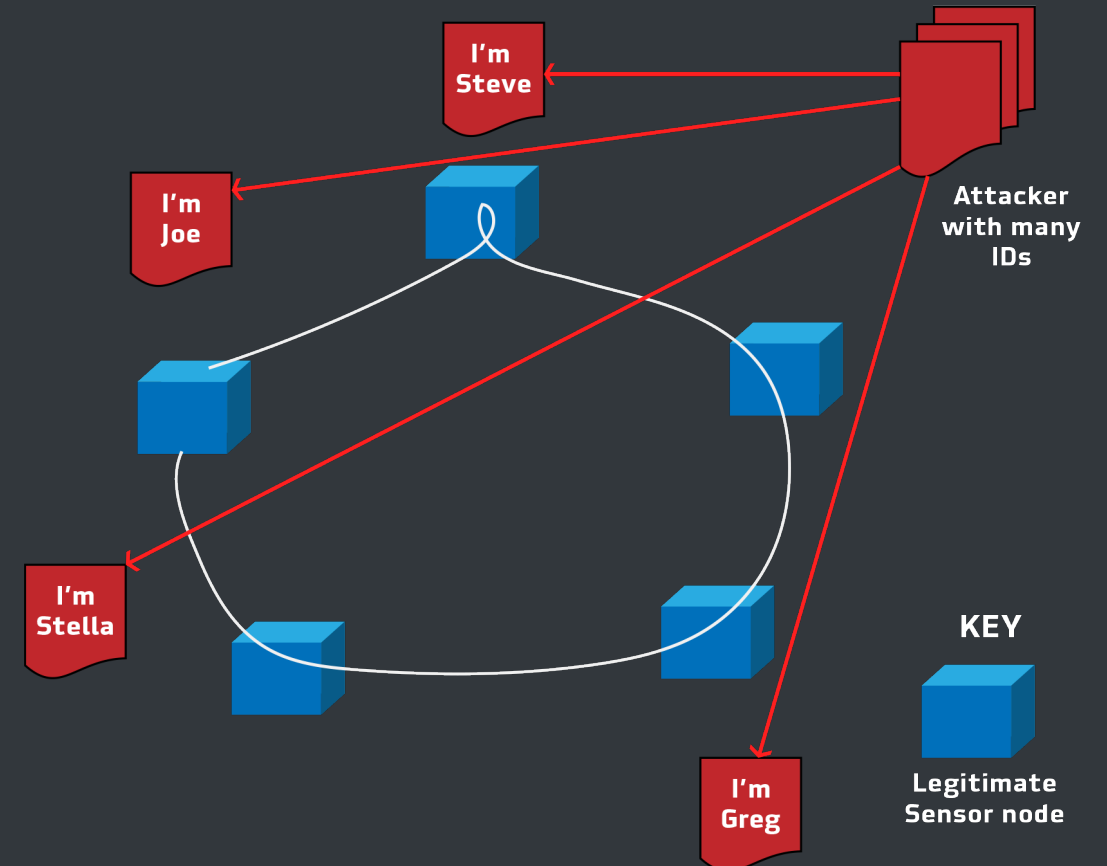 I'm
Steve
I'm
Joe
Attacker
with many
IDs
I'm
Stella
KEY
I'm
Greg
Legitimate
Sensor node